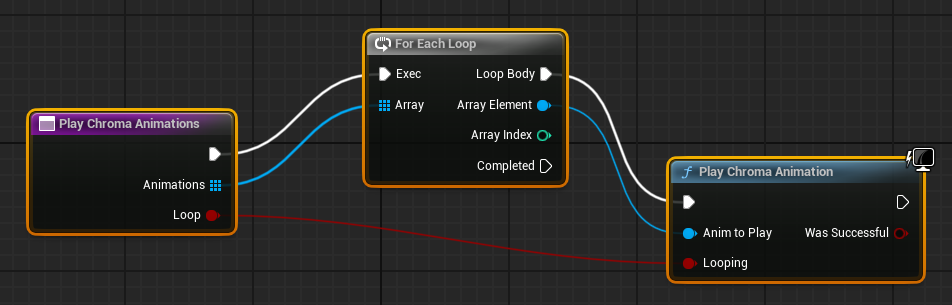 For Each Loop
Exec
Loop Body
Array
Array Element
Array Index
Completed
Play Chroma Animations
Animations
Loop
Play Chroma Animation
Anim to Play
Was Successful
Looping